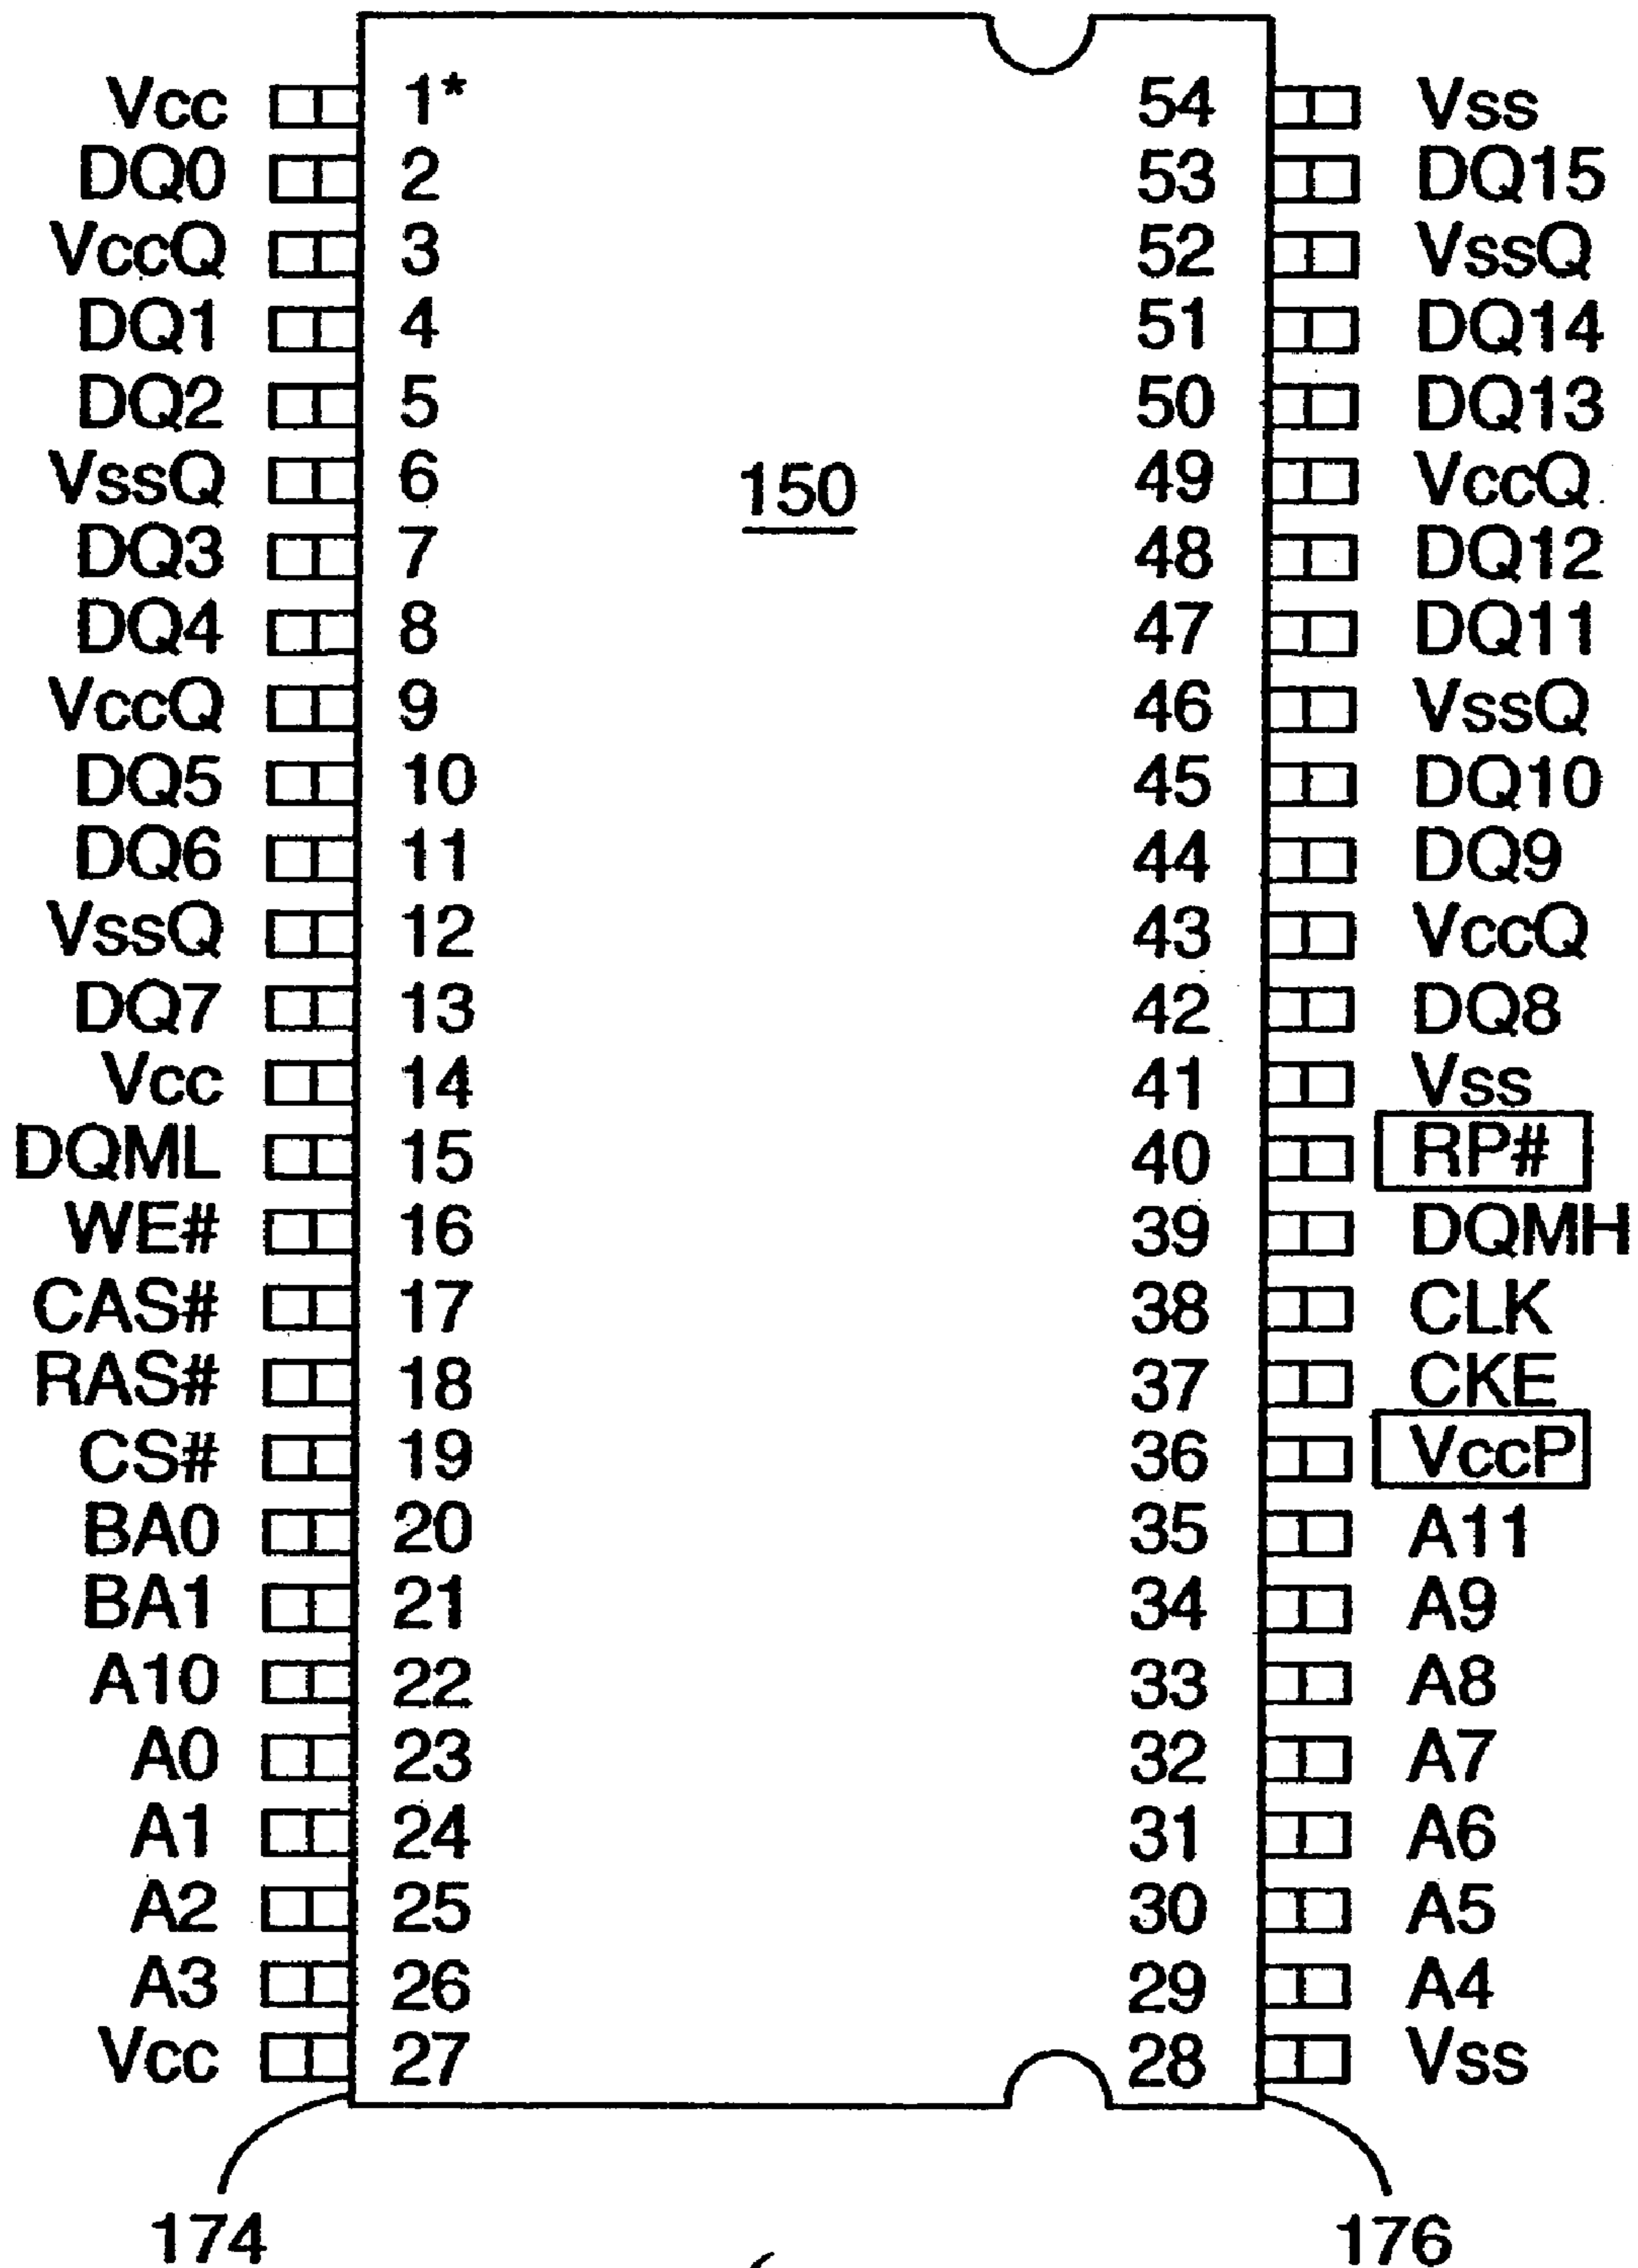 Vcc 1* 54 Vss
DQ0 2 53 DQ15
VccQ 3 52 VssQ
DQ1 4 51 DQ14
DQ2 5 50 DQ13
VssQ 6 150 49 VccQ
DQ3 7 48 DQ12
DQ4 8 47 DQ11
VccQ 9 46 VssQ
DQ5 10 45 DQ10
DQ6 11 44 DQ9
VssQ 12 43 VccQ
DQ7 13 42 DQ8
Vcc 14 41 Vss
DQML 15 40 RP#
WE# 16 39 DQMH
CAS# 17 38 CLK
RAS# 18 37 CKE
CS# 19 36 VccP
BA0 20 35 A11
BA1 21 34 A9
A10 22 33 A8
A0 23 32 A7
A1 24 31 A6
A2 25 30 A5
A3 26 29 A4
Vcc 27 28 Vss
174 176